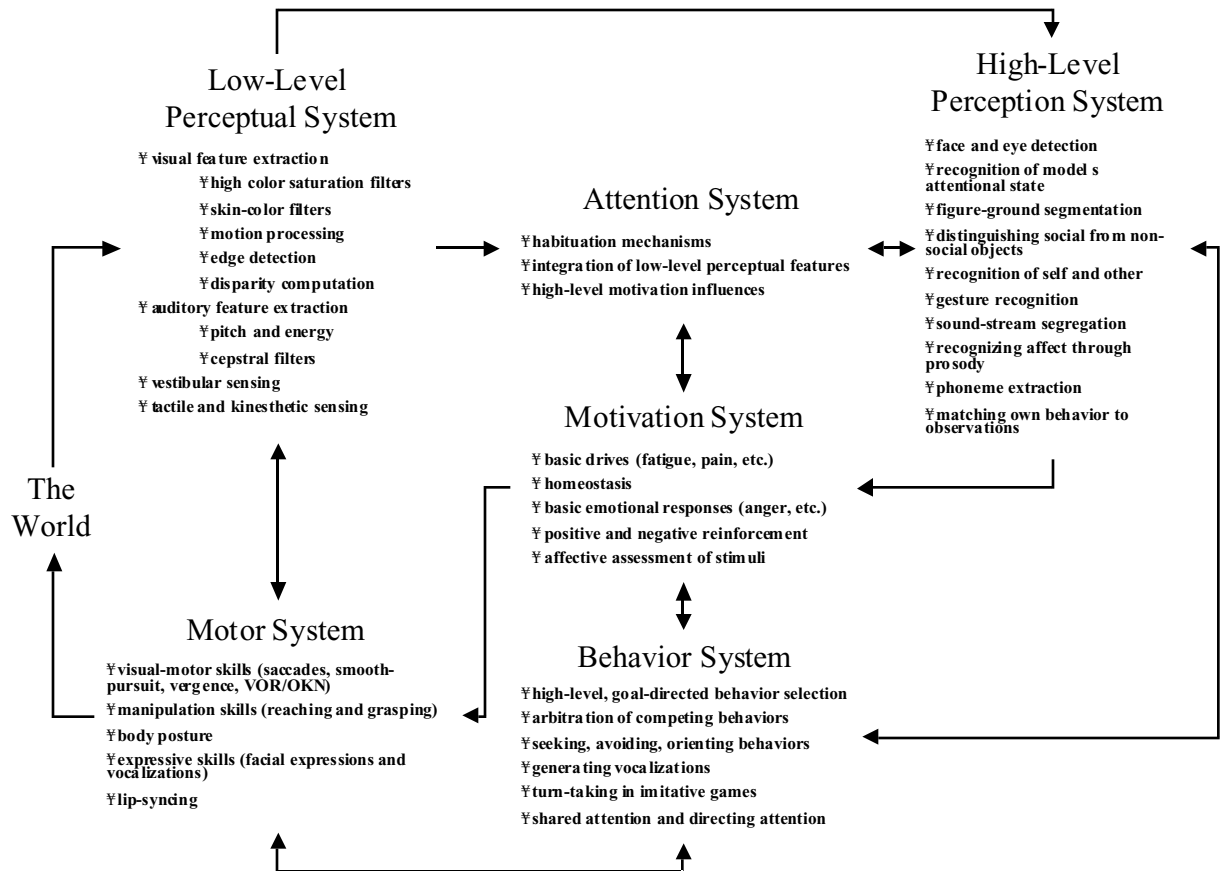 Low-Level
Perceptual System
¥ visual feature extraction
¥ high color saturation filters
¥ skin-color filters
¥ motion processing
¥ edge detection
¥ disparity computation
¥ auditory feature extraction
¥ pitch and energy
¥ cepstral filters
¥ vestibular sensing
¥ tactile and kinesthetic sensing
Attention System
¥ habituation mechanisms
¥ integration of low-level perceptual features
¥ high-level motivation influences
High-Level
Perception System
¥ face and eye detection
¥ recognition of model s
attentional state
¥ figure-ground segmentation
¥ distinguishing social from non-
social objects
¥ recognition of self and other
¥ gesture recognition
¥ sound-stream segregation
¥ recognizing affect through
prosody
¥ phoneme extraction
¥ matching own behavior to
observations
Motivation System
¥ basic drives (fatigue, pain, etc.)
¥ homeostasis
¥ basic emotional responses (anger, etc.)
¥ positive and negative reinforcement
¥ affective assessment of stimuli
The
World
Motor System
¥ visual-motor skills (saccades, smooth-
pursuit, vergence, VOR/OKN)
¥ manipulation skills (reaching and grasping)
¥ body posture
¥ expressive skills (facial expressions and
vocalizations)
¥ lip-syncing
Behavior System
¥ high-level, goal-directed behavior selection
¥ arbitration of competing behaviors
¥ seeking, avoiding, orienting behaviors
¥ generating vocalizations
¥ turn-taking in imitative games
¥ shared attention and directing attention